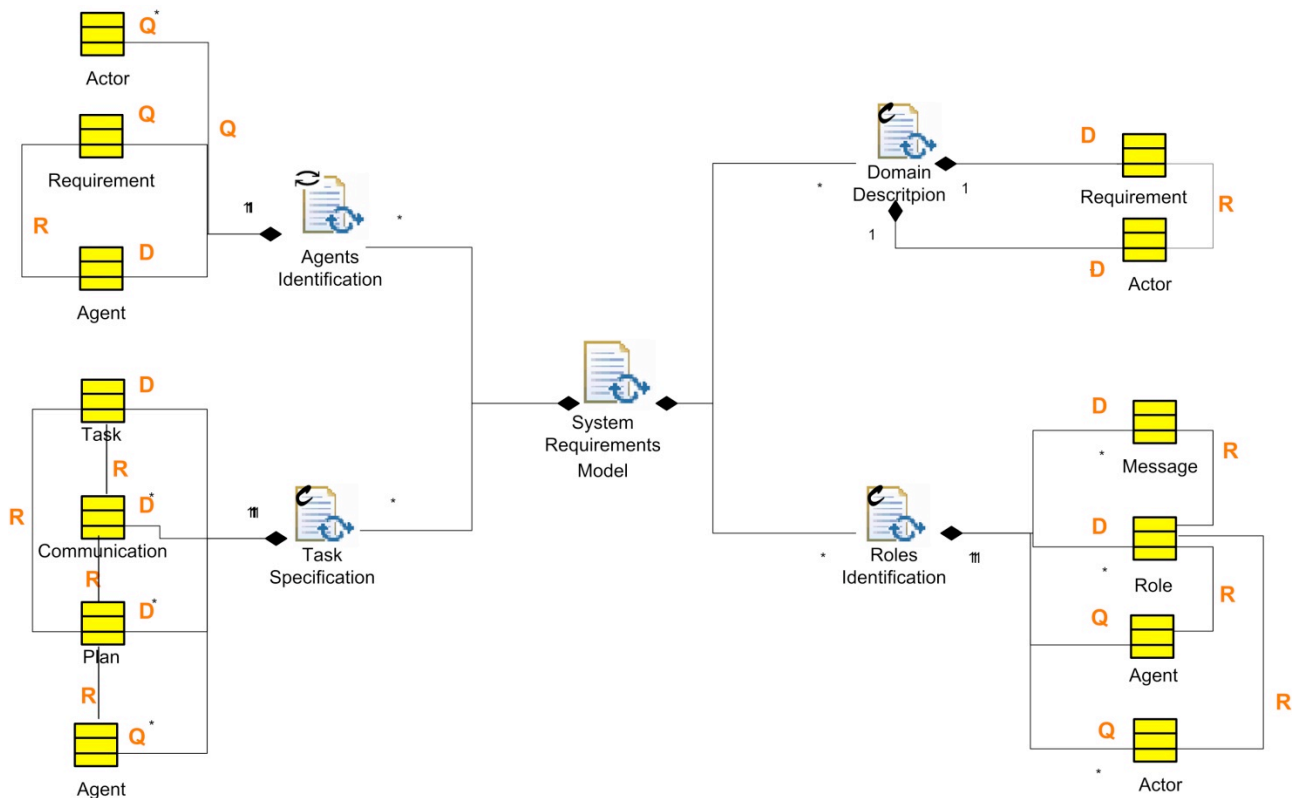 Q*
Actor
Q
Q
Requirement
R
D
Agent
*
Agents
Identification
D
Task
R
R
D*
Communication
R
D*
Plan
R
Q*
Agent
*
Task
Specification
System
Requirements
Model
*
Domain
Descritpion
1
1
D
Requirement
R
D
Actor
*
Roles
Identification
D
*
Message
R
D
*
Role
R
Q
Agent
R
Q
*
Actor